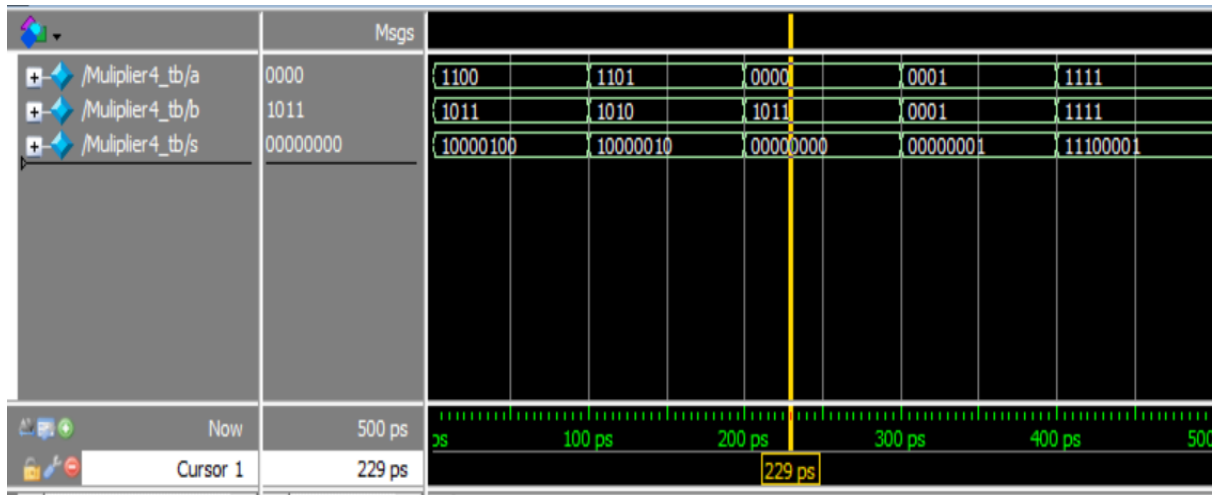 Msgs
/Muliplier4_tb/a 0000 1100 1101 0000 0001 1111
/Muliplier4_tb/b 1011 1011 1010 1011 0001 1111
/Muliplier4_tb/s 00000000 10000100 10000010 00000000 00000001 11100001
Now 500 ps ps 100 ps 200 ps 300 ps 400 ps 500
Cursor 1 229 ps 229 ps